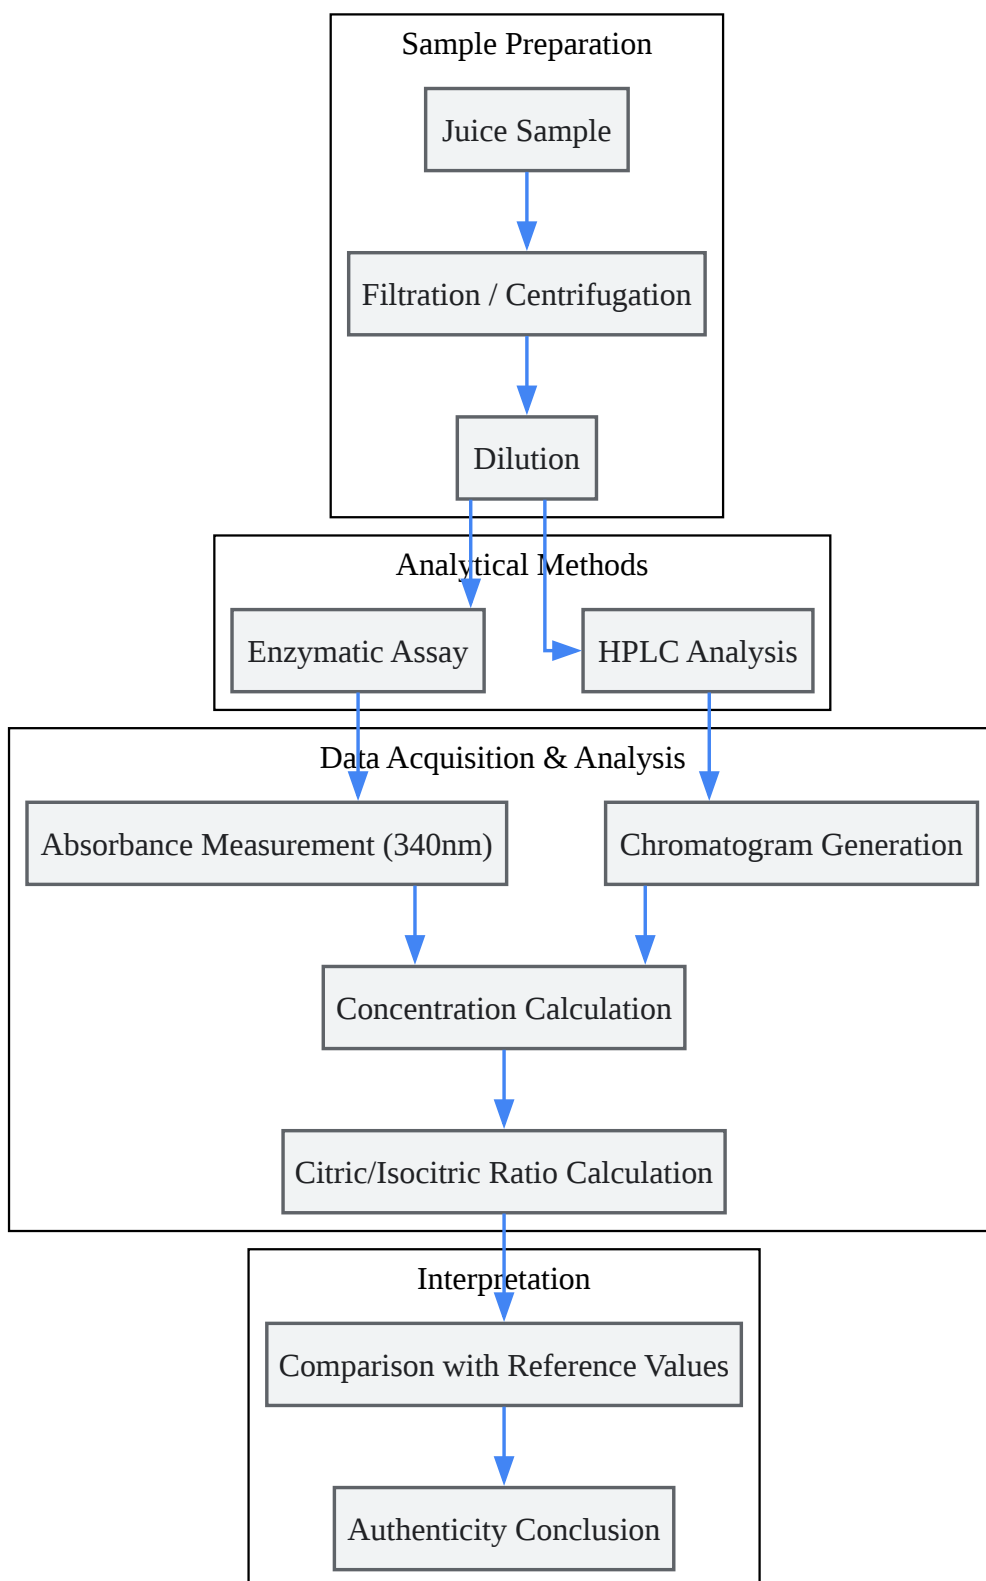 Sample Preparation
Juice Sample
Filtration / Centrifugation
Dilution
Analytical Methods
Enzymatic Assay
HPLC Analysis
Data Acquisition & Analysis
Absorbance Measurement (340nm)
Chromatogram Generation
Concentration Calculation
Citric/Isocitric Ratio Calculation
Interpretation
Comparison with Reference Values
Authenticity Conclusion